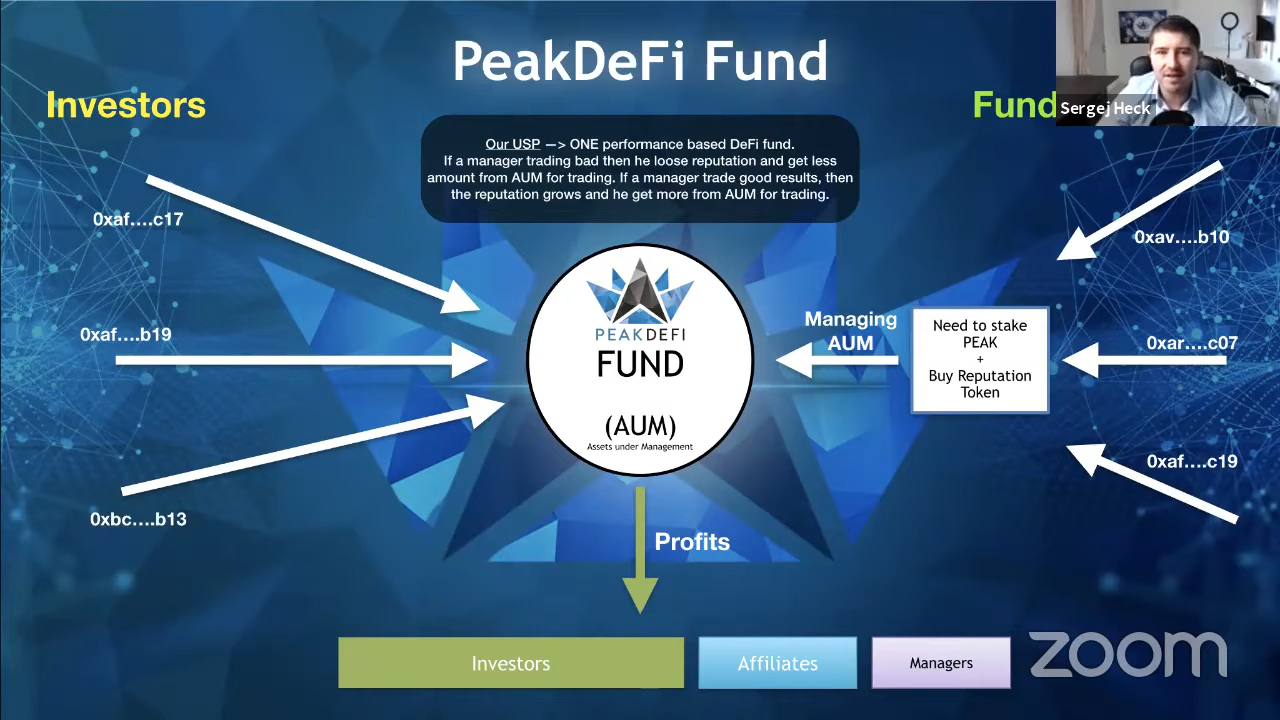 PeakDeFi Fund
Investors
Fund
Sergej Heck
Our USP —> ONE performance based DeFi fund.
If a manager trading bad then he loose reputation and get less
amount from AUM for trading. If a manager trade good results, then
the reputation grows and he get more from AUM for trading.
0xaf....c17
0xaf....b19
0xbc....b13
PEAKDEFI
FUND
(AUM)
Assets under Management
Managing
AUM
Need to stake
PEAK
+
Buy Reputation
Token
0xav....b10
0xar....c07
0xaf....c19
Profits
Investors
Affiliates
Managers
zoom